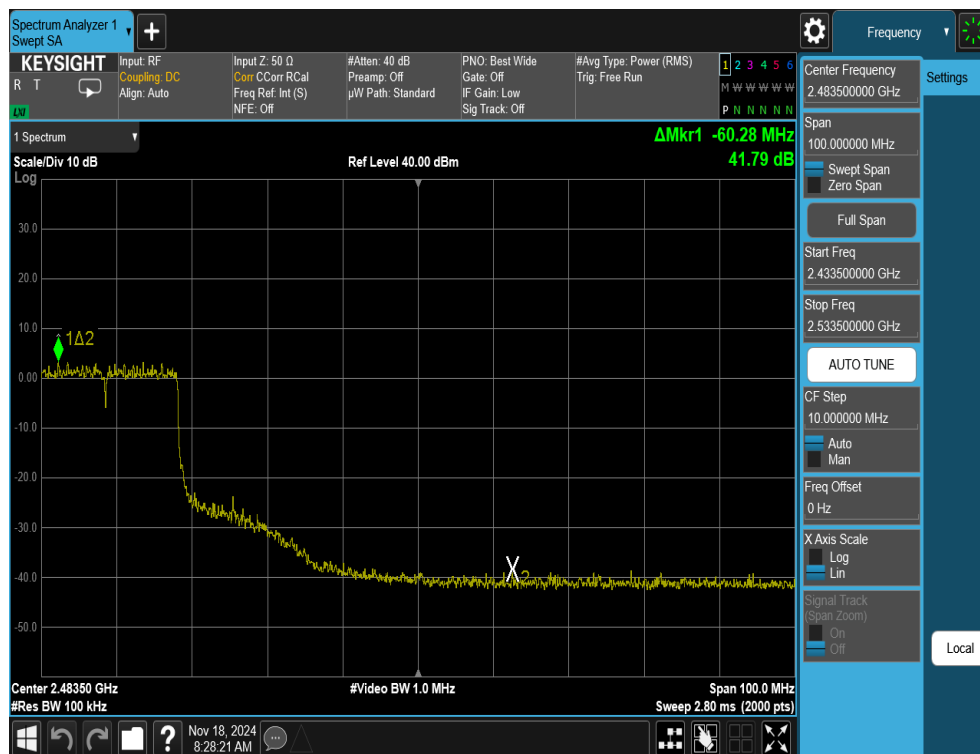 Spectrum Analyzer 1
Swept SA
Frequency
KEYSIGHT
R T
LXI
Input: RF
Coupling: DC
Align: Auto
Input Z: 50 Ω
Corr CCorr RCal
Freq Ref: Int (S)
NFE: Off
#Atten: 40 dB
Preamp: Off
µW Path: Standard
PNO: Best Wide
Gate: Off
IF Gain: Low
Sig Track: Off
#Avg Type: Power (RMS)
Trig: Free Run
1 2 3 4 5 6
M W W W W W
P N N N N N
1 Spectrum
Scale/Div 10 dB
Log
Ref Level 40.00 dBm
ΔMkr1 -60.28 MHz
41.79 dB
30.0
20.0
10.0
0.00
-10.0
-20.0
-30.0
-40.0
-50.0
1Δ2
X
2
Center 2.48350 GHz
#Res BW 100 kHz
#Video BW 1.0 MHz
Span 100.0 MHz
Sweep 2.80 ms (2000 pts)
Center Frequency
2.483500000 GHz
Settings
Span
100.000000 MHz
Swept Span
Zero Span
Full Span
Start Freq
2.433500000 GHz
Stop Freq
2.533500000 GHz
AUTO TUNE
CF Step
10.000000 MHz
Auto
Man
Freq Offset
0 Hz
X Axis Scale
Log
Lin
Signal Track
(Span Zoom)
On
Off
Local
?
Nov 18, 2024
8:28:21 AM